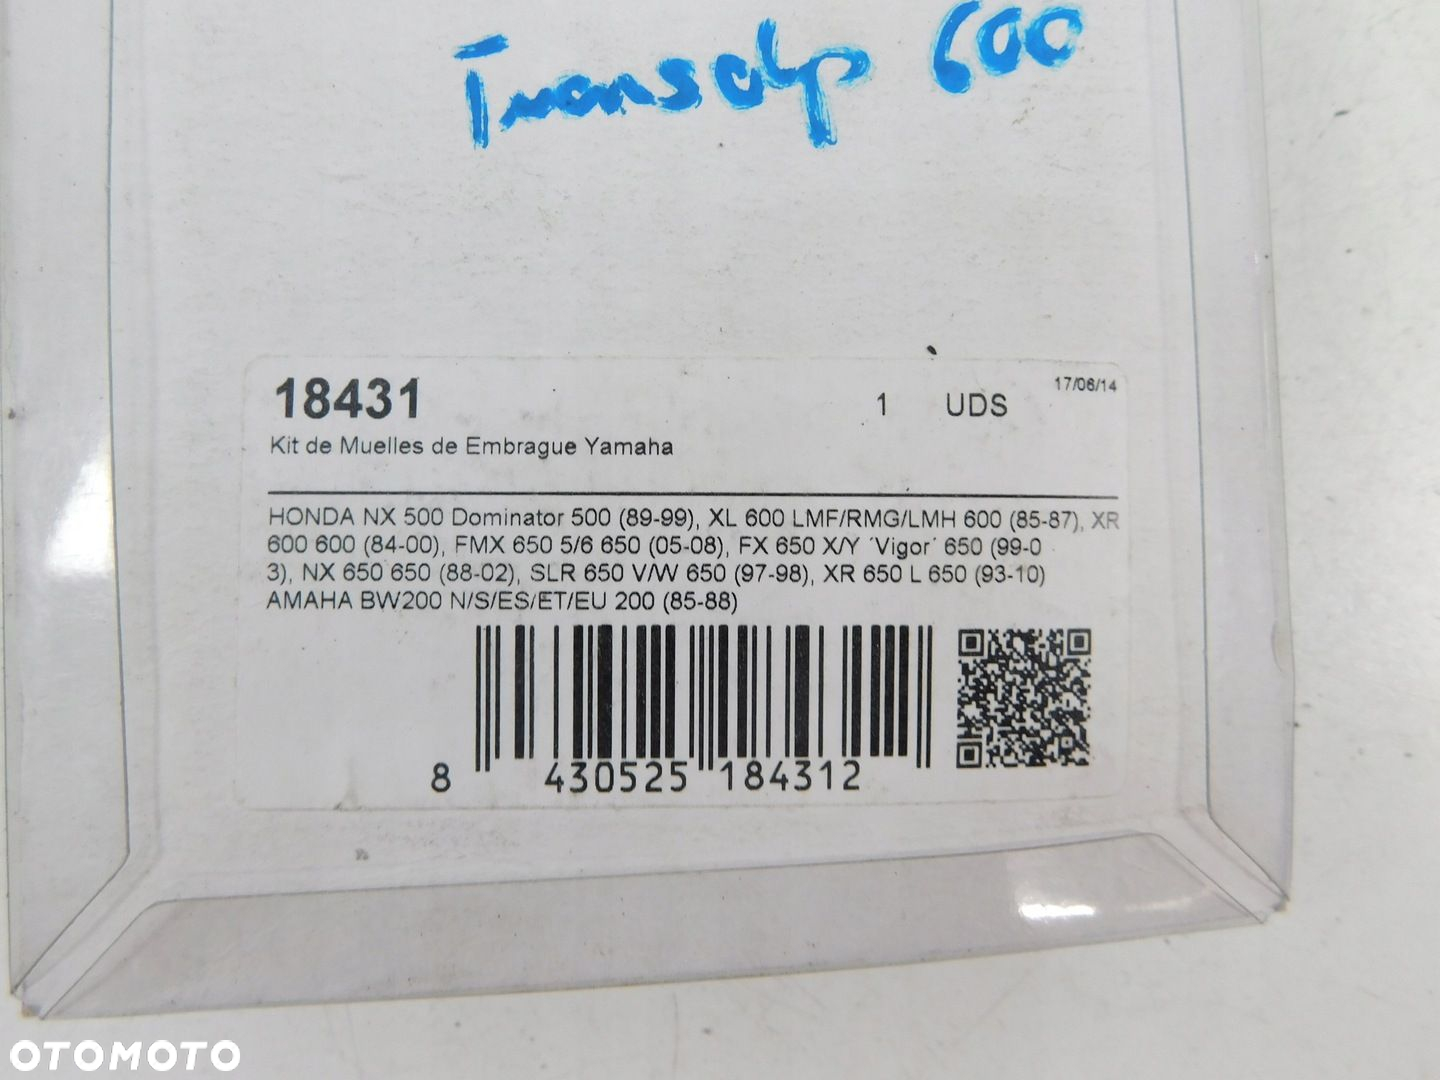 Transalp 600
18431 1 UDS 17/06/14
Kit de Muelles de Embrague Yamaha
HONDA NX 500 Dominator 500 (89-99), XL 600 LMF/RMG/LMH 600 (85-87), XR
600 600 (84-00), FMX 650 5/6 650 (05-08), FX 650 X/Y ´Vigor´ 650 (99-0
3), NX 650 650 (88-02), SLR 650 V/W 650 (97-98), XR 650 L 650 (93-10)
AMAHA BW200 N/S/ES/ET/EU 200 (85-88)
8 430525 184312
OTOMOTO